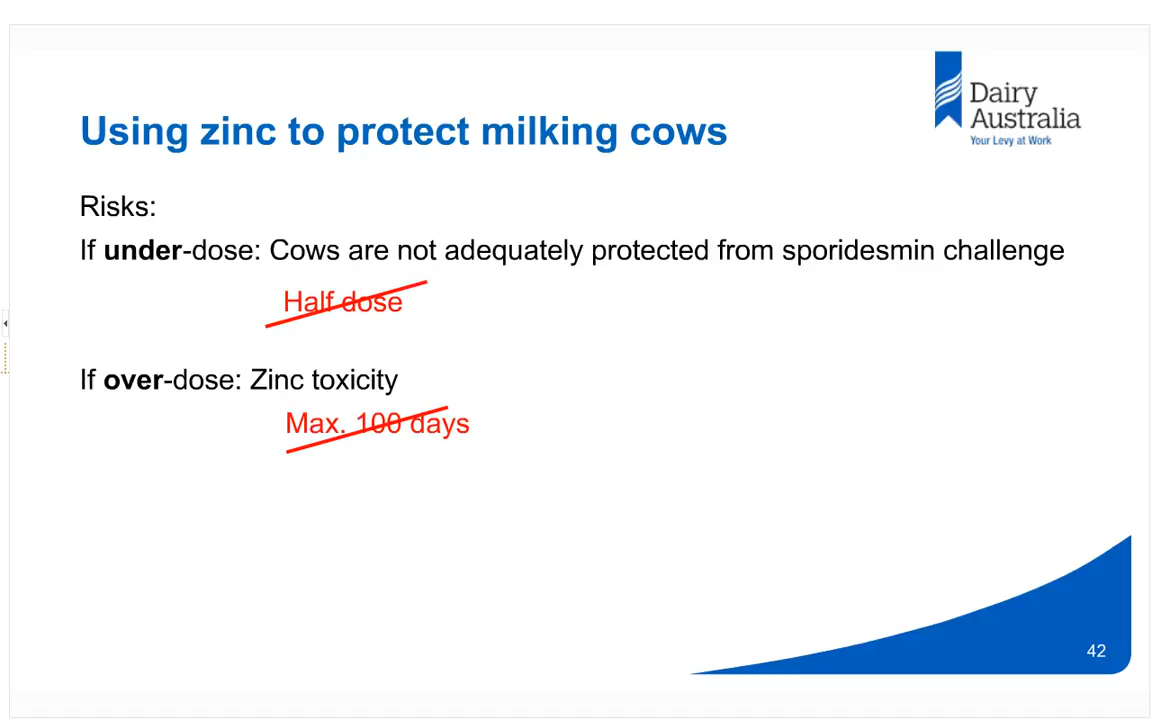 Dairy
Australia
Your Levy at Work
Using zinc to protect milking cows
Risks:
If under-dose: Cows are not adequately protected from sporidesmin challenge
Half dose
If over-dose: Zinc toxicity
Max. 100 days
42